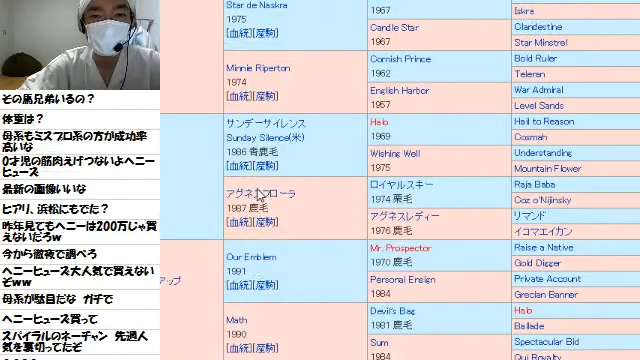 その馬兄弟いるの？
体重は？
母系もミスプロ系の方が成功率
高いな
0才児の筋肉えげつないよヘニー
ヒューズ
最新の画像いいな
ヒアリ、浜松にもでた？
昨年見てもヘニーは200万じゃ買
えないだろw
今から徹夜で調べろ
ヘニーヒューズ大人気で買えない
ぞww
母系が駄目だな　ガチで
ヘニーヒューズ買って
スパイラルのネーチャン　先過人
気を裏切ってたぞ
Star de Naskra
1975
[血統][産駒]
Minnie Riperton
1974
[血統][産駒]
サンデーサイレンス
Sunday Silence(米)
1986 青鹿毛
[血統][産駒]
アグネスフローラ
1987 鹿毛
[血統][産駒]
アップ
Our Emblem
1991
[血統][産駒]
Math
1990
[血統][産駒]
1967
Candle Star
1967
Cornish Prince
1962
English Harbor
1957
Halo
1969
Wishing Well
1975
ロイヤルスキー
1974 栗毛
アグネスレディー
1976 鹿毛
Mr. Prospector
1970 鹿毛
Personal Ensign
1984
Devil's Bag
1981 鹿毛
Sum
1984
Iskra
Clandestine
Star Minstrel
Bold Ruler
Teleran
War Admiral
Level Sands
Hail to Reason
Cosmah
Understanding
Mountain Flower
Raja Baba
Coz o'Nijinsky
リマンド
イコマエイカン
Raise a Native
Gold Digger
Private Account
Grecian Banner
Halo
Ballade
Spectacular Bid
Qui Royalty